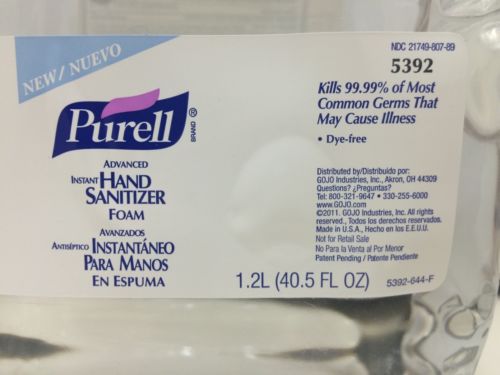 NEW/NUEVO
Purell®
BRAND
ADVANCED
INSTANT HAND
SANITIZER
FOAM
AVANZADOS
ANTISÉPTICO INSTANTÁNEO
PARA MANOS
EN ESPUMA
NDC 21749-807-89
5392
Kills 99.99% of Most
Common Germs That
May Cause Illness
• Dye-free
Distributed by/Distribuido por:
GOJO Industries, Inc., Akron, OH 44309
Questions? ¿Preguntas?
Tel: 800-321-9647 • 330-255-6000
www.GOJO.com
©2011. GOJO Industries, Inc. All rights
reserved., Todos los derechos reservados.
Made in U.S.A., Hecho en los E.E.U.U.
Not for Retail Sale
No Para la Venta al Por Menor
Patent Pending / Patente Pendiente
1.2L (40.5 FL OZ)
5392-644-F